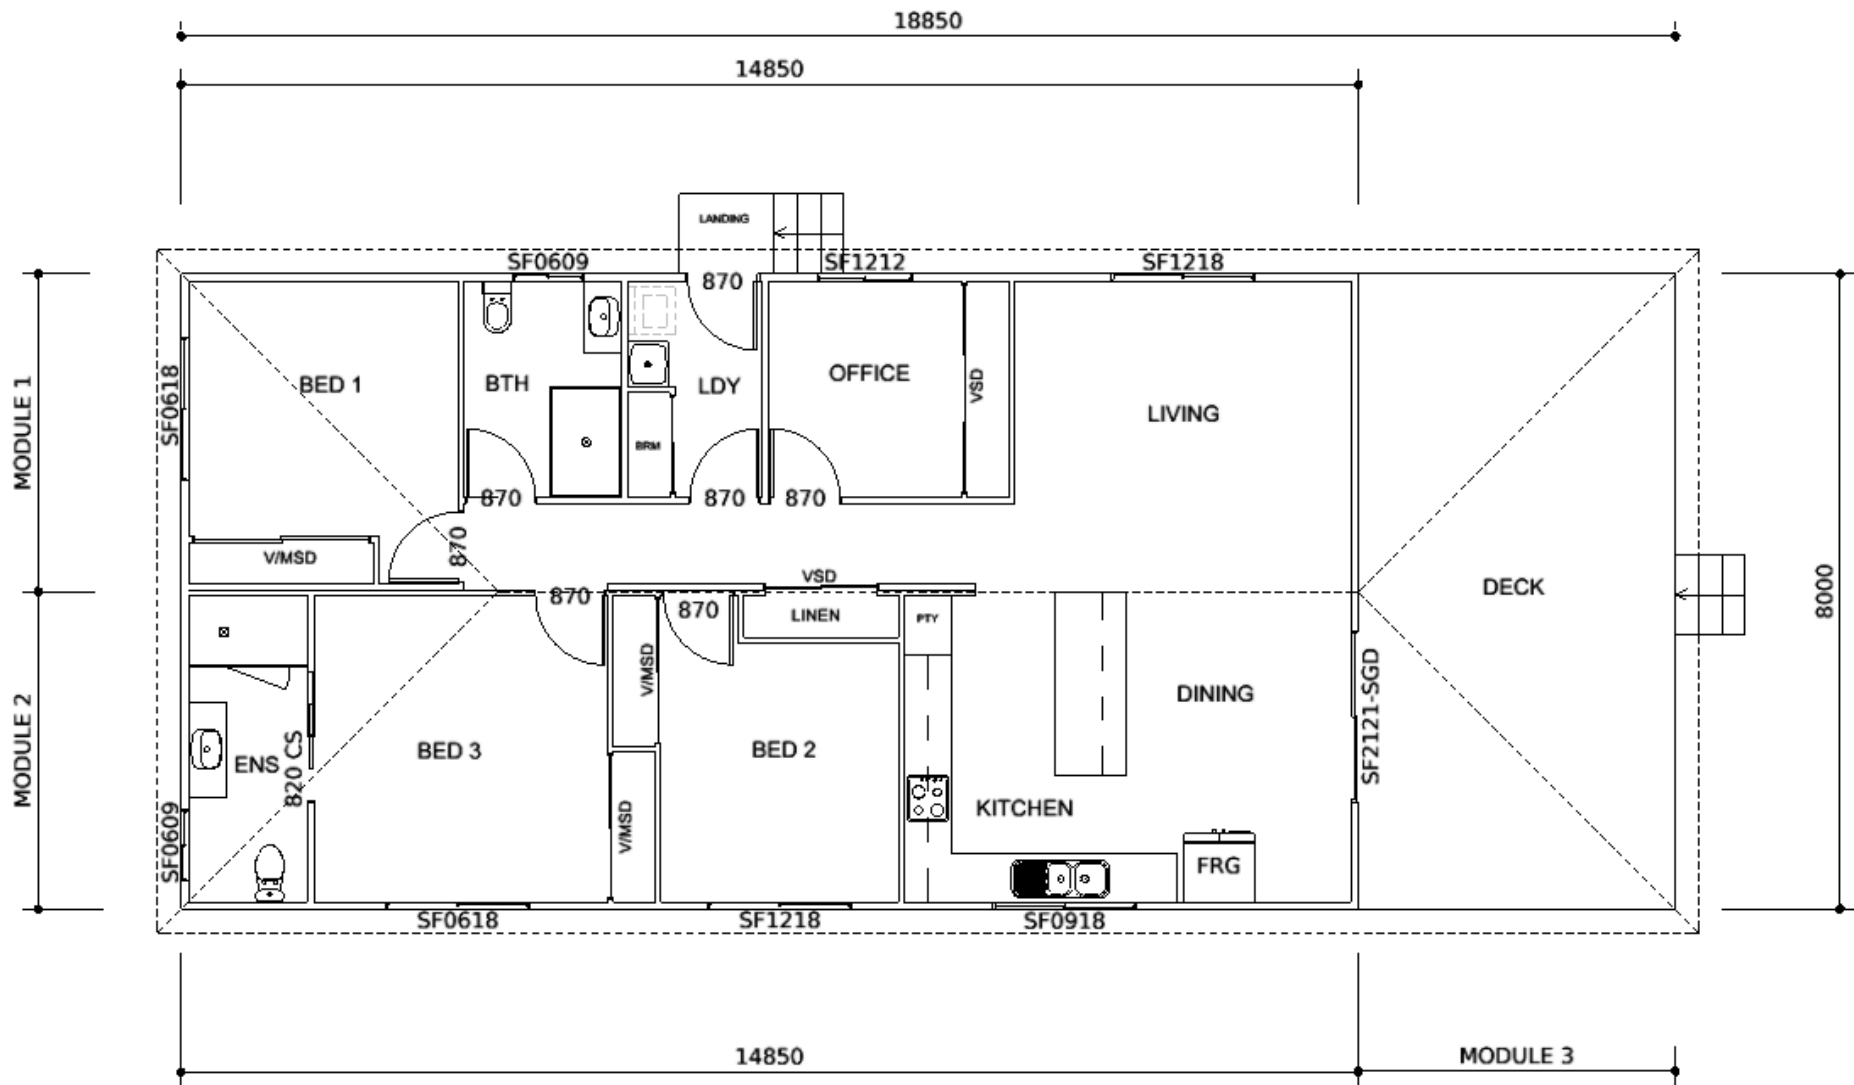 18850
14850
LANDING
SF0609
SF1212
SF1218
870
MODULE 1
SF0618
BED 1
BTH
LDY
OFFICE
VSD
LIVING
BRM
870
870
870
870
V/MSD
VSD
870
870
LINEN
PTY
DECK
8000
MODULE 2
V/MSD
DINING
SF2121-SGD
ENS
820 CS
BED 3
BED 2
KITCHEN
V/MSD
SF0609
FRG
SF0618
SF1218
SF0918
14850
MODULE 3